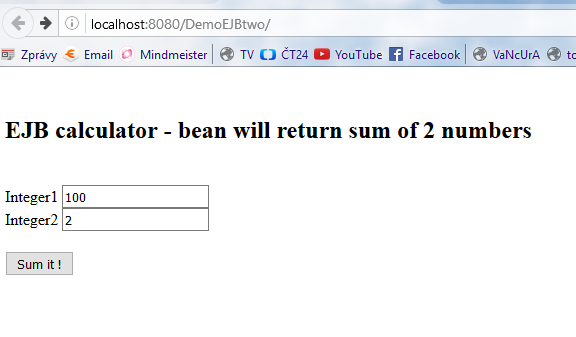 localhost:8080/DemoEJBtwo/
Zprávy Email Mindmeister TV ČT24 YouTube Facebook VaNcUrA
EJB calculator - bean will return sum of 2 numbers
Integer1 100
Integer2 2
Sum it !